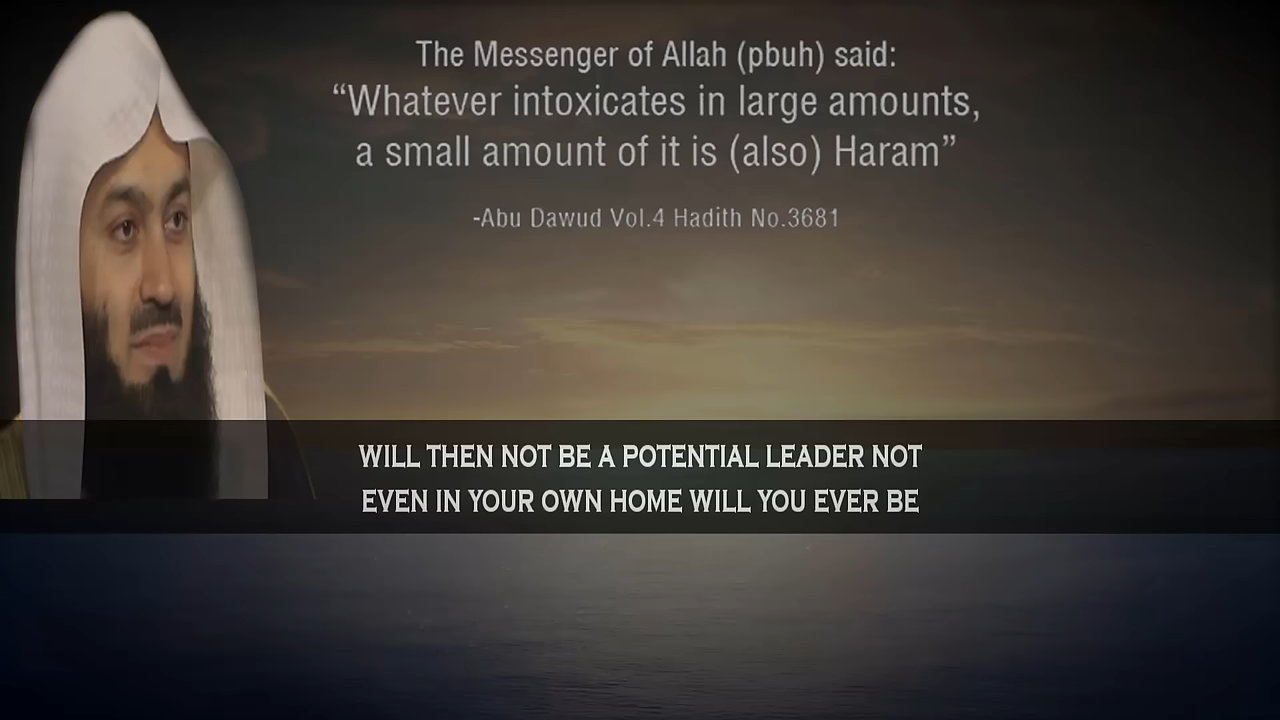 The Messenger of Allah (pbuh) said:
“Whatever intoxicates in large amounts,
a small amount of it is (also) Haram”
-Abu Dawud Vol.4 Hadith No.3681
WILL THEN NOT BE A POTENTIAL LEADER NOT
EVEN IN YOUR OWN HOME WILL YOU EVER BE